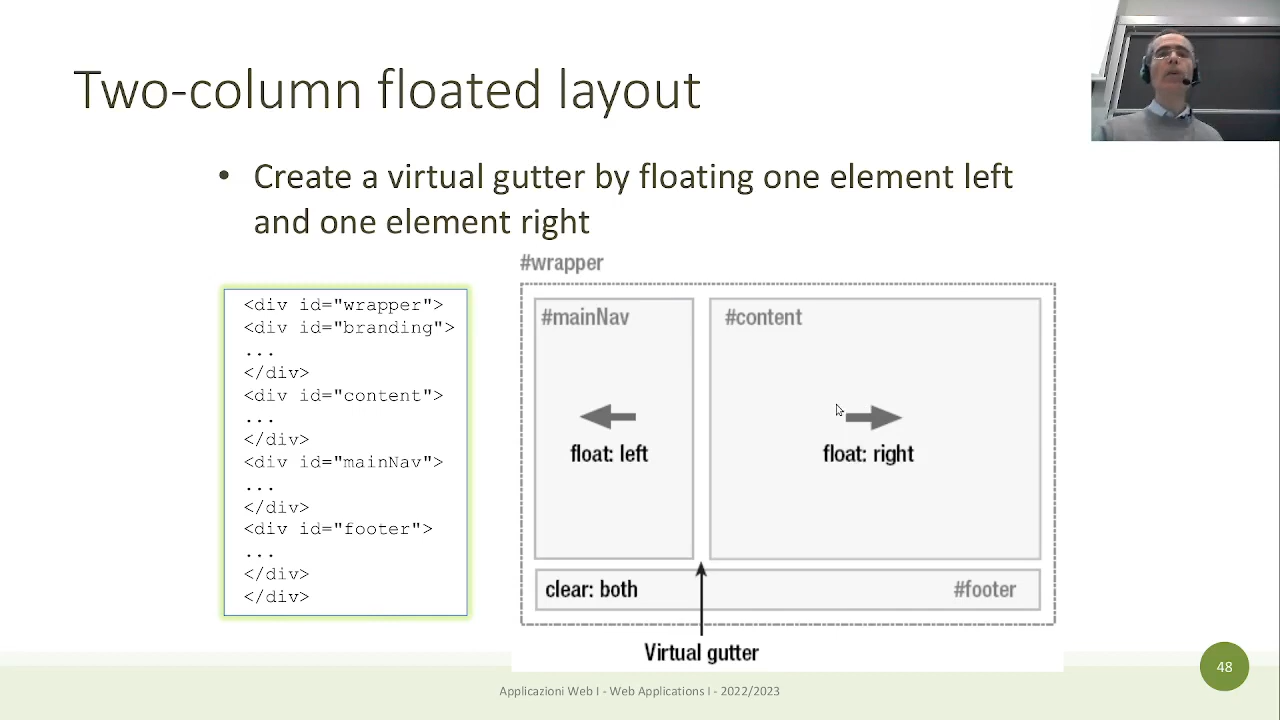 Two-column floated layout
• Create a virtual gutter by floating one element left
and one element right
<div id="wrapper">
<div id="branding">
...
</div>
<div id="content">
...
</div>
<div id="mainNav">
...
</div>
<div id="footer">
...
</div>
</div>
#wrapper
#mainNav
#content
float: left
float: right
clear: both
#footer
Virtual gutter
Applicazioni Web I - Web Applications I - 2022/2023
48